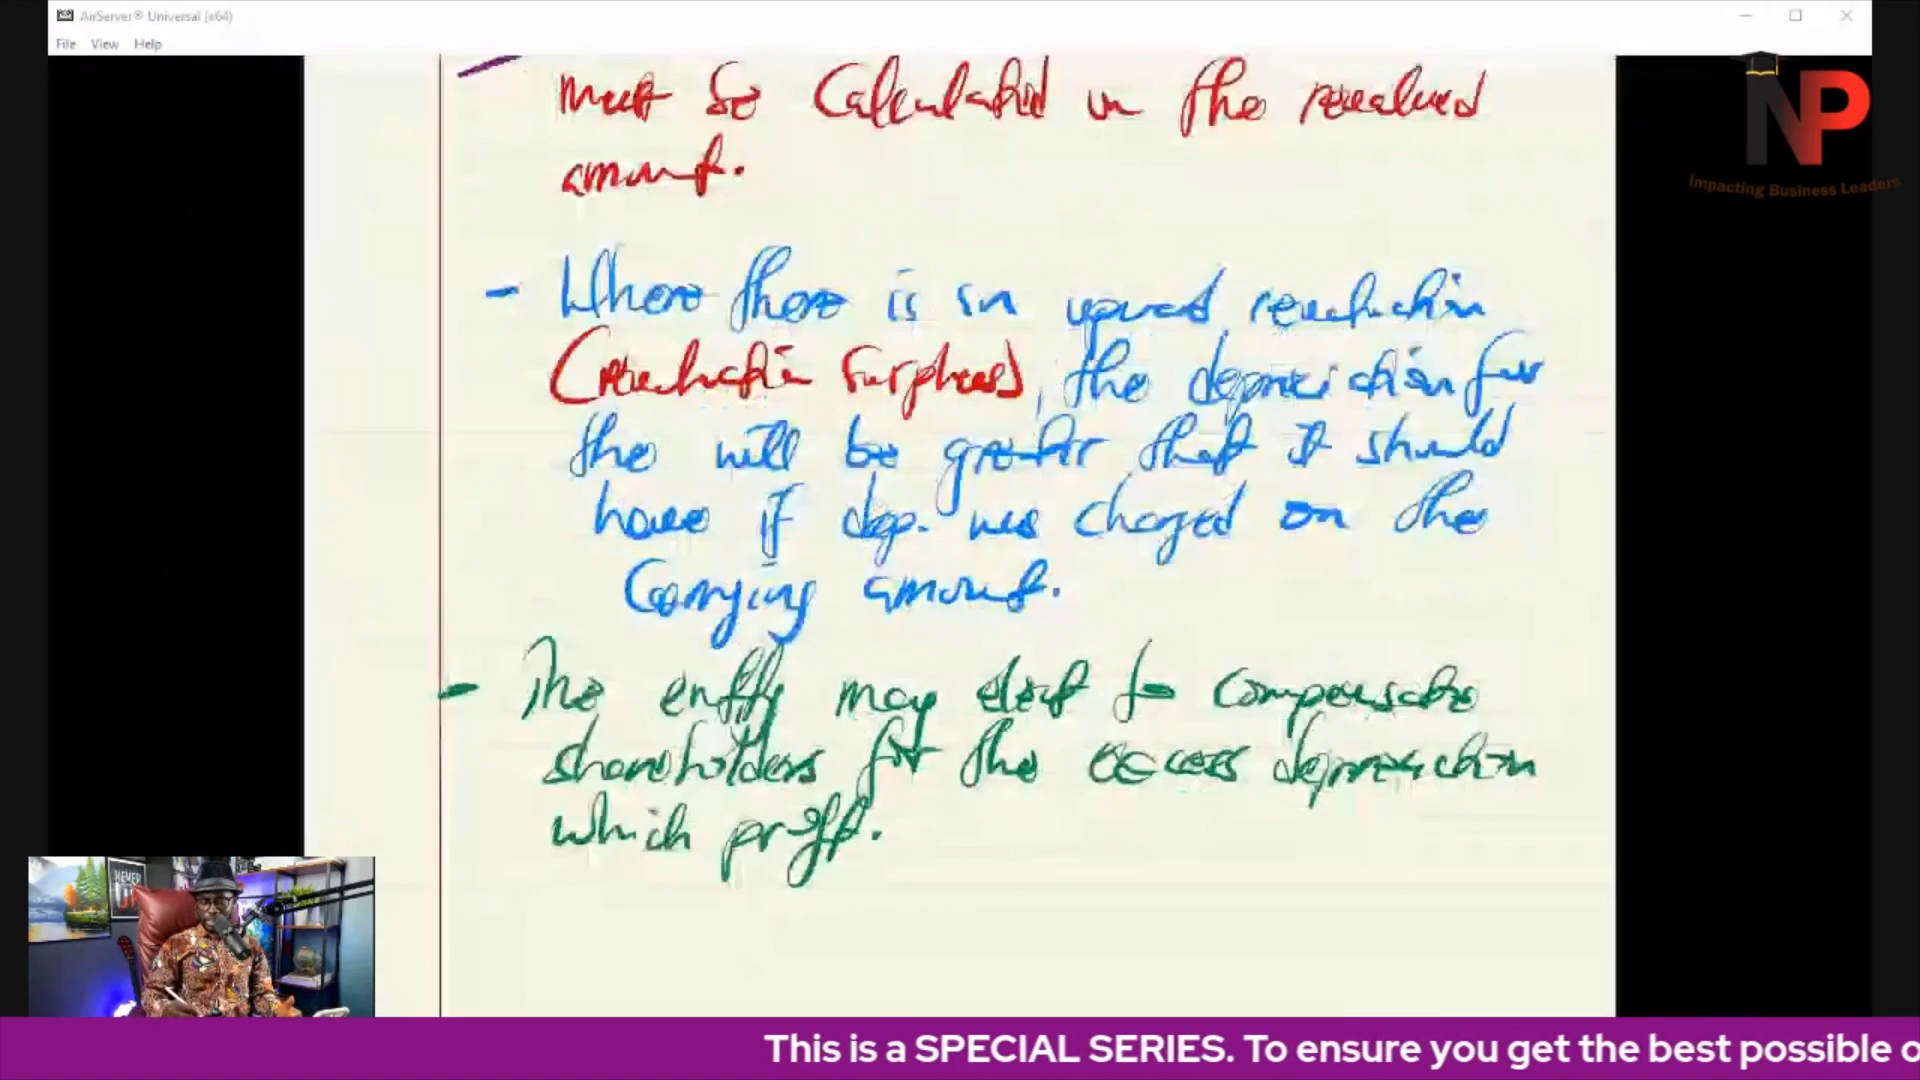 AirServer® Universal (x64)
File View Help
NP
Impacting Business Leaders
must be calculated on the revalued
amount.
- Where there is an upward revaluation
(revaluation surplus), the depreciation for
the will be greater that it should
have if dep. was charged on the
Carrying amount.
- The entity may elect to compensate
shareholders for the excess depreciation
which profit.
NEVER
This is a SPECIAL SERIES. To ensure you get the best possible o